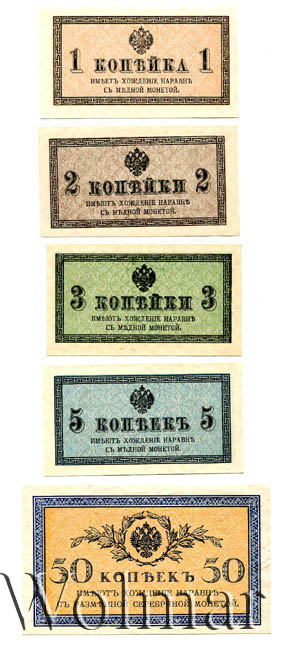 1 КОПѢЙКА 1
ИМѢЕТЪ ХОЖДЕНІЕ НАРАВНѢ
СЪ МѢДНОЙ МОНЕТОЙ.
2 КОПѢЙКИ 2
ИМѢЮТЪ ХОЖДЕНІЕ НАРАВНѢ
СЪ МѢДНОЙ МОНЕТОЙ.
3 КОПѢЙКИ 3
ИМѢЮТЪ ХОЖДЕНІЕ НАРАВНѢ
СЪ МѢДНОЙ МОНЕТОЙ.
5 КОПѢЕКЪ 5
ИМѢЮТЪ ХОЖДЕНІЕ НАРАВНѢ
СЪ МѢДНОЙ МОНЕТОЙ.
50 КОПѢЕКЪ 50
ИМѢЮТЪ ХОЖДЕНІЕ НАРАВНѢ
СЪ РАЗМѢННОЙ СЕРЕБРЯНОЙ МОНЕТОЙ.
Wolmar